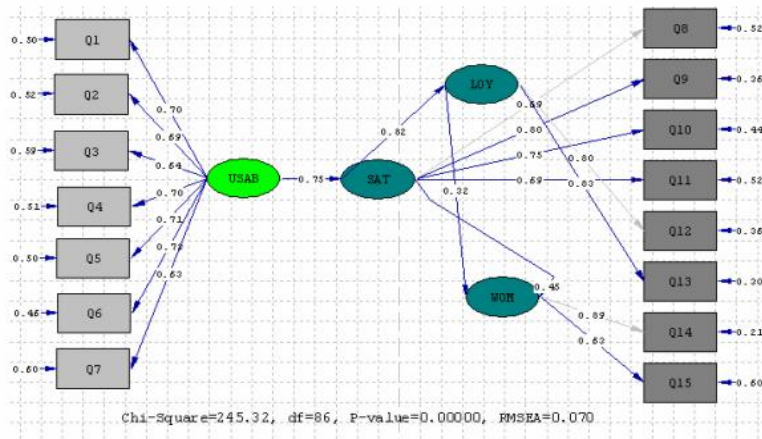 0.50 Q1 0.70
0.52 Q2 0.69
0.59 Q3 0.64
0.51 Q4 0.70
0.50 Q5 0.71
0.46 Q6 0.73
0.60 Q7 0.63
USAB 0.75 SAT
0.82 LOY
0.32
WOM
0.45
0.69 Q8 0.52
0.80 Q9 0.36
0.75 Q10 0.44
0.69 Q11 0.52
0.80 Q12 0.36
0.83 Q13 0.30
0.89 Q14 0.21
0.63 Q15 0.60
Chi-Square=245.32, df=86, P-value=0.00000, RMSEA=0.070